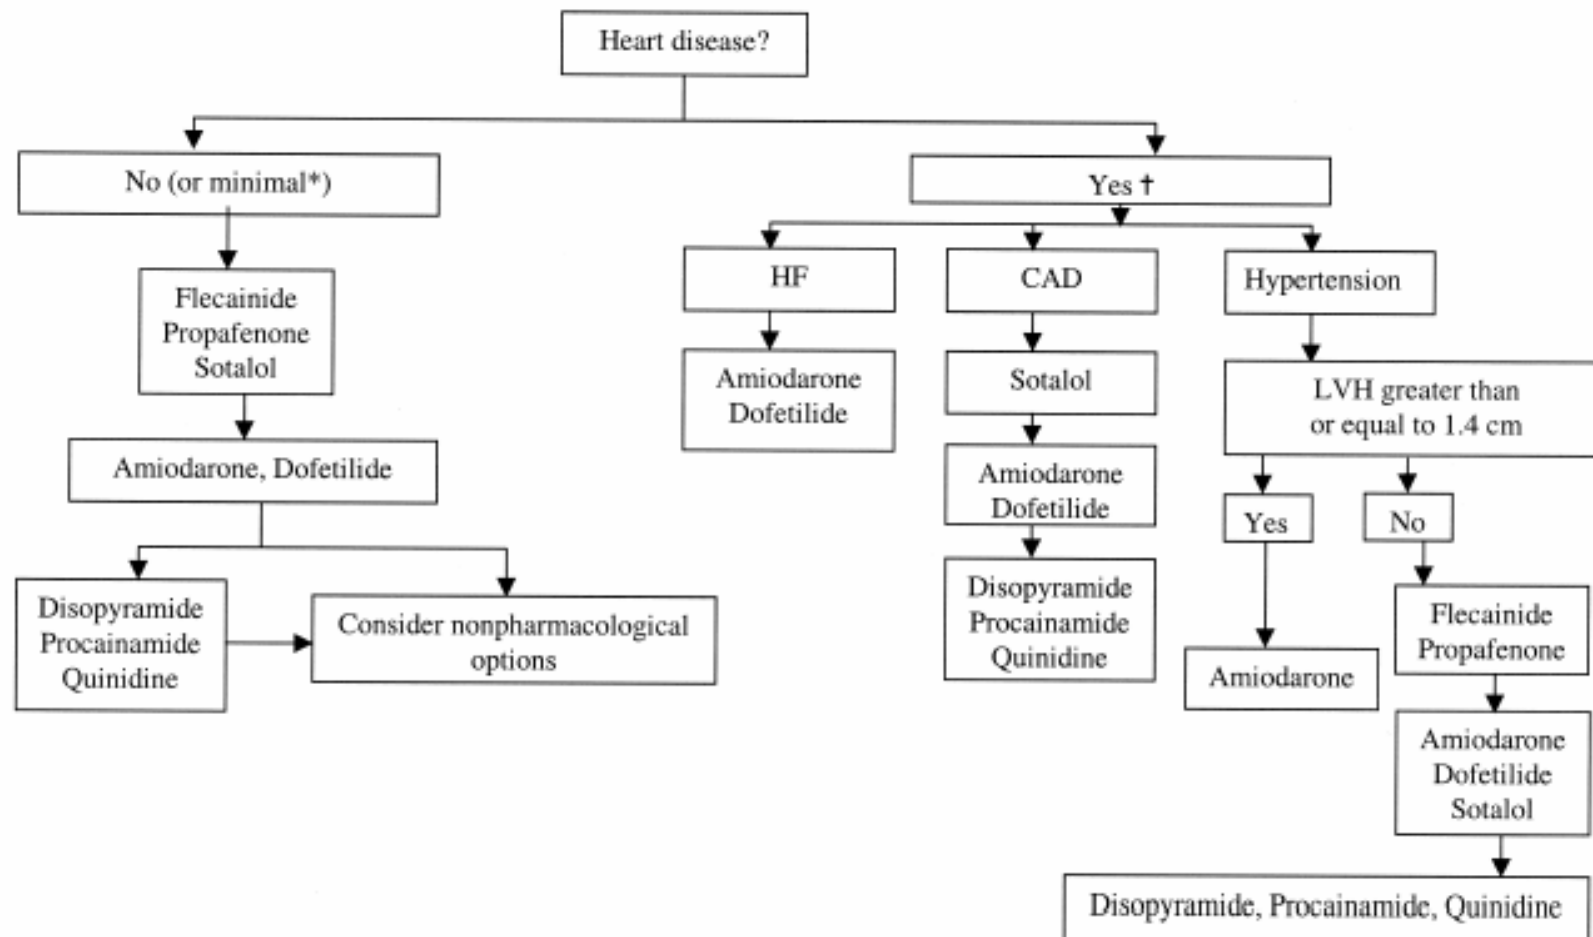 Heart disease?
No (or minimal*)
Yes †
Flecainide
Propafenone
Sotalol
Amiodarone, Dofetilide
Disopyramide
Procainamide
Quinidine
Consider nonpharmacological
options
HF
Amiodarone
Dofetilide
CAD
Sotalol
Amiodarone
Dofetilide
Disopyramide
Procainamide
Quinidine
Hypertension
LVH greater than
or equal to 1.4 cm
Yes
No
Amiodarone
Flecainide
Propafenone
Amiodarone
Dofetilide
Sotalol
Disopyramide, Procainamide, Quinidine